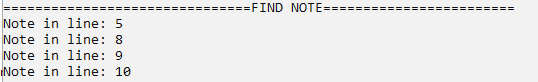 ===============================FIND NOTE========================
Note in line: 5
Note in line: 8
Note in line: 9
Note in line: 10